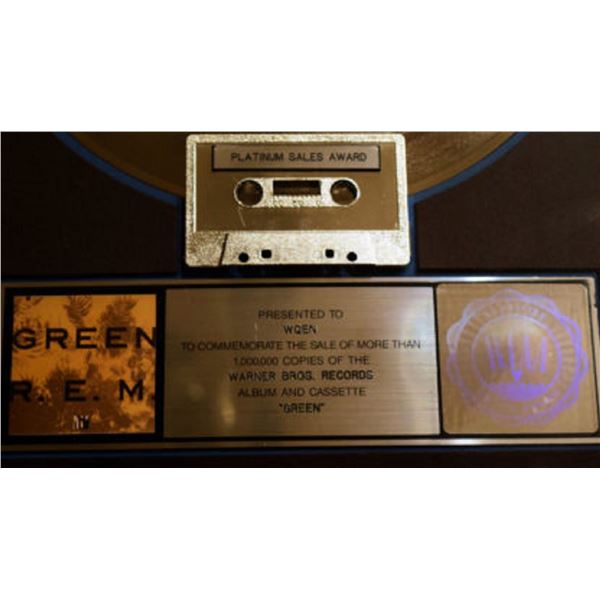 PLATINUM SALES AWARD
GREEN
R. E. M.
PRESENTED TO
WQEN
TO COMMEMORATE THE SALE OF MORE THAN
1,000,000 COPIES OF THE
WARNER BROS. RECORDS
ALBUM AND CASSETTE
"GREEN"